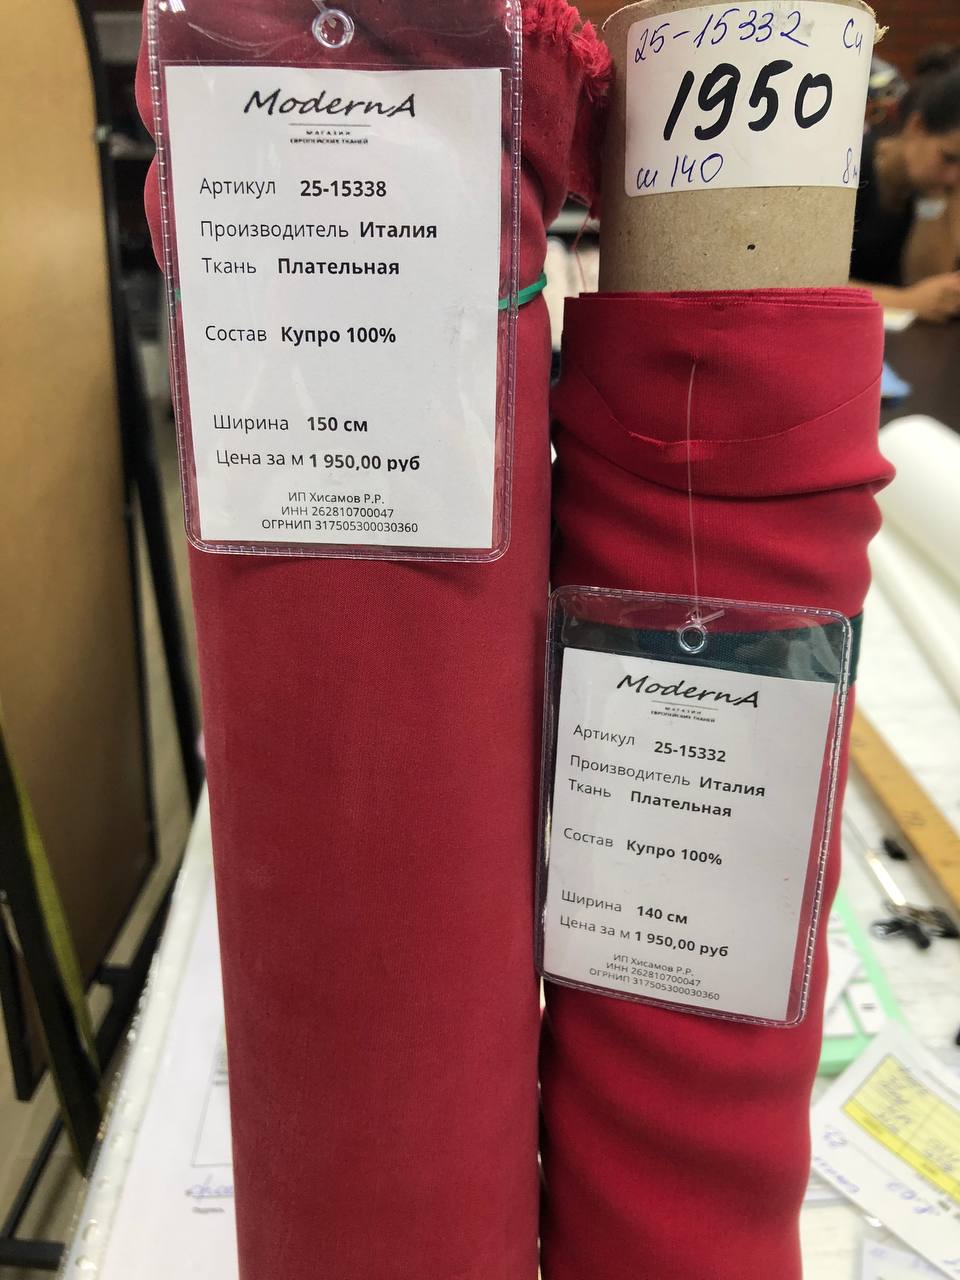 ModernA
МАГАЗИН
ЕВРОПЕЙСКИХ ТКАНЕЙ
Артикул 25-15338
Производитель Италия
Ткань Плательная
Состав Купро 100%
Ширина 150 см
Цена за м 1 950,00 руб
ИП Хисамов Р.Р.
ИНН 262810700047
ОГРНИП 317505300030360
25-15332
1950
ш 140
ModernA
МАГАЗИН
ЕВРОПЕЙСКИХ ТКАНЕЙ
Артикул 25-15332
Производитель Италия
Ткань Плательная
Состав Купро 100%
Ширина 140 см
Цена за м 1 950,00 руб
ИП Хисамов Р.Р.
ИНН 262810700047
ОГРНИП 317505300030360